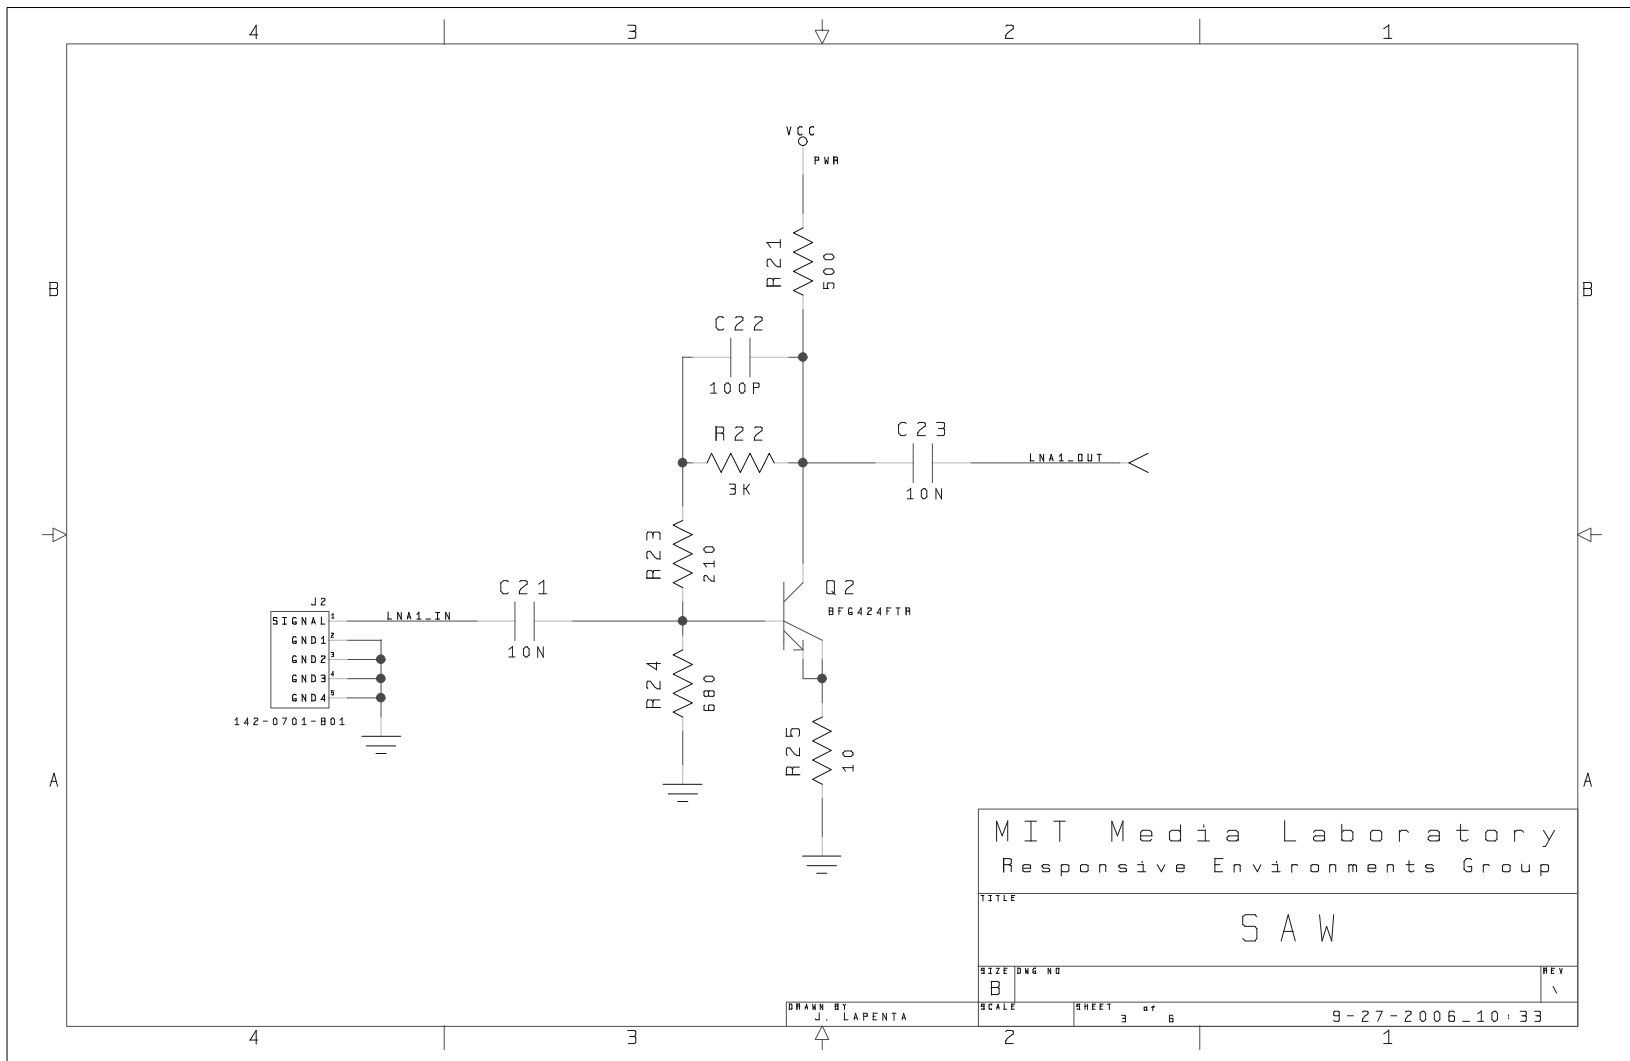 4 3 2 1
VCC
PWR
R21
500
B B
C22
100P
R22
3K
C23
10N
LNA1_OUT
R23
210
C21
10N
Q2
BFG424FTR
J2
SIGNAL 1
LNA1_IN
GND1 2
GND2 3
GND3 4
GND4 5
142-0701-801
R24
680
R25
10
A A
MIT Media Laboratory
Responsive Environments Group
TITLE
SAW
SIZE DWG NO REV
B \
DRAWN BY SCALE SHEET of
J. LAPENTA 3 6 9-27-2006_10:33
4 3 2 1